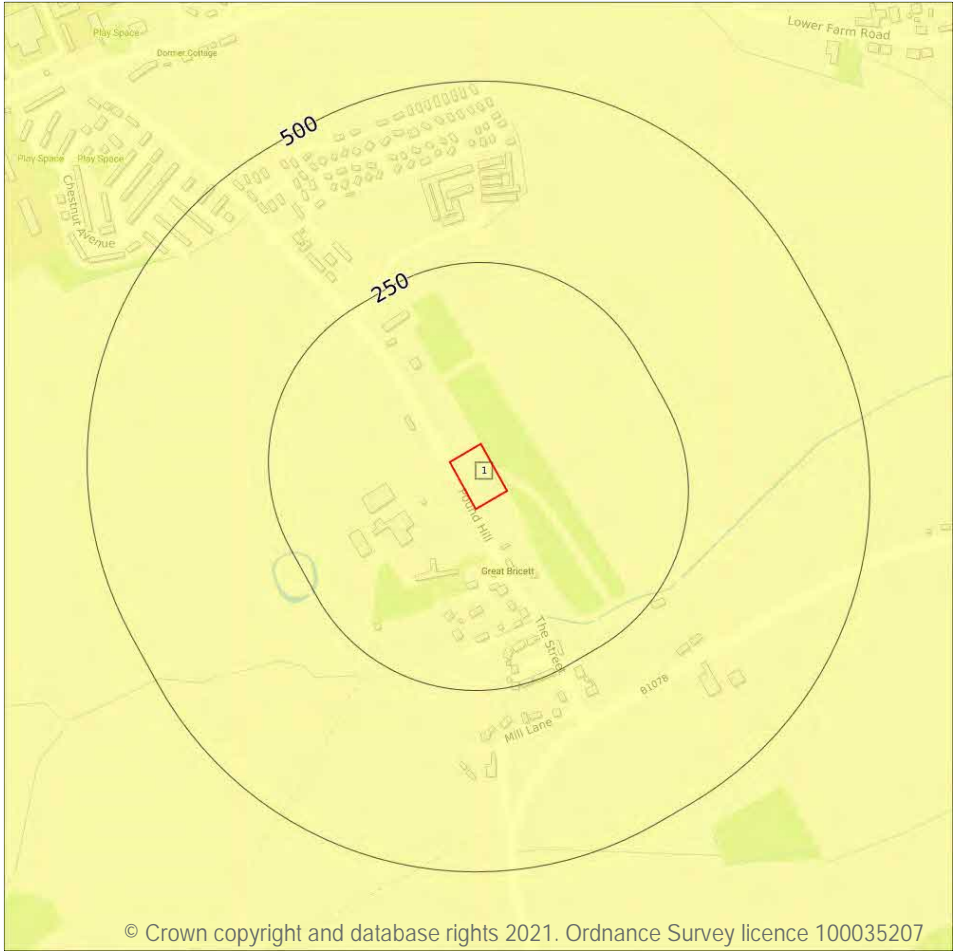 Play Space
Lower Farm Road
Dormer Cottage
500
Play Space
Play Space
Chestnut Avenue
250
1
Pound Hill
Great Bricett
The Street
B1078
Mill Lane
© Crown copyright and database rights 2021. Ordnance Survey licence 100035207